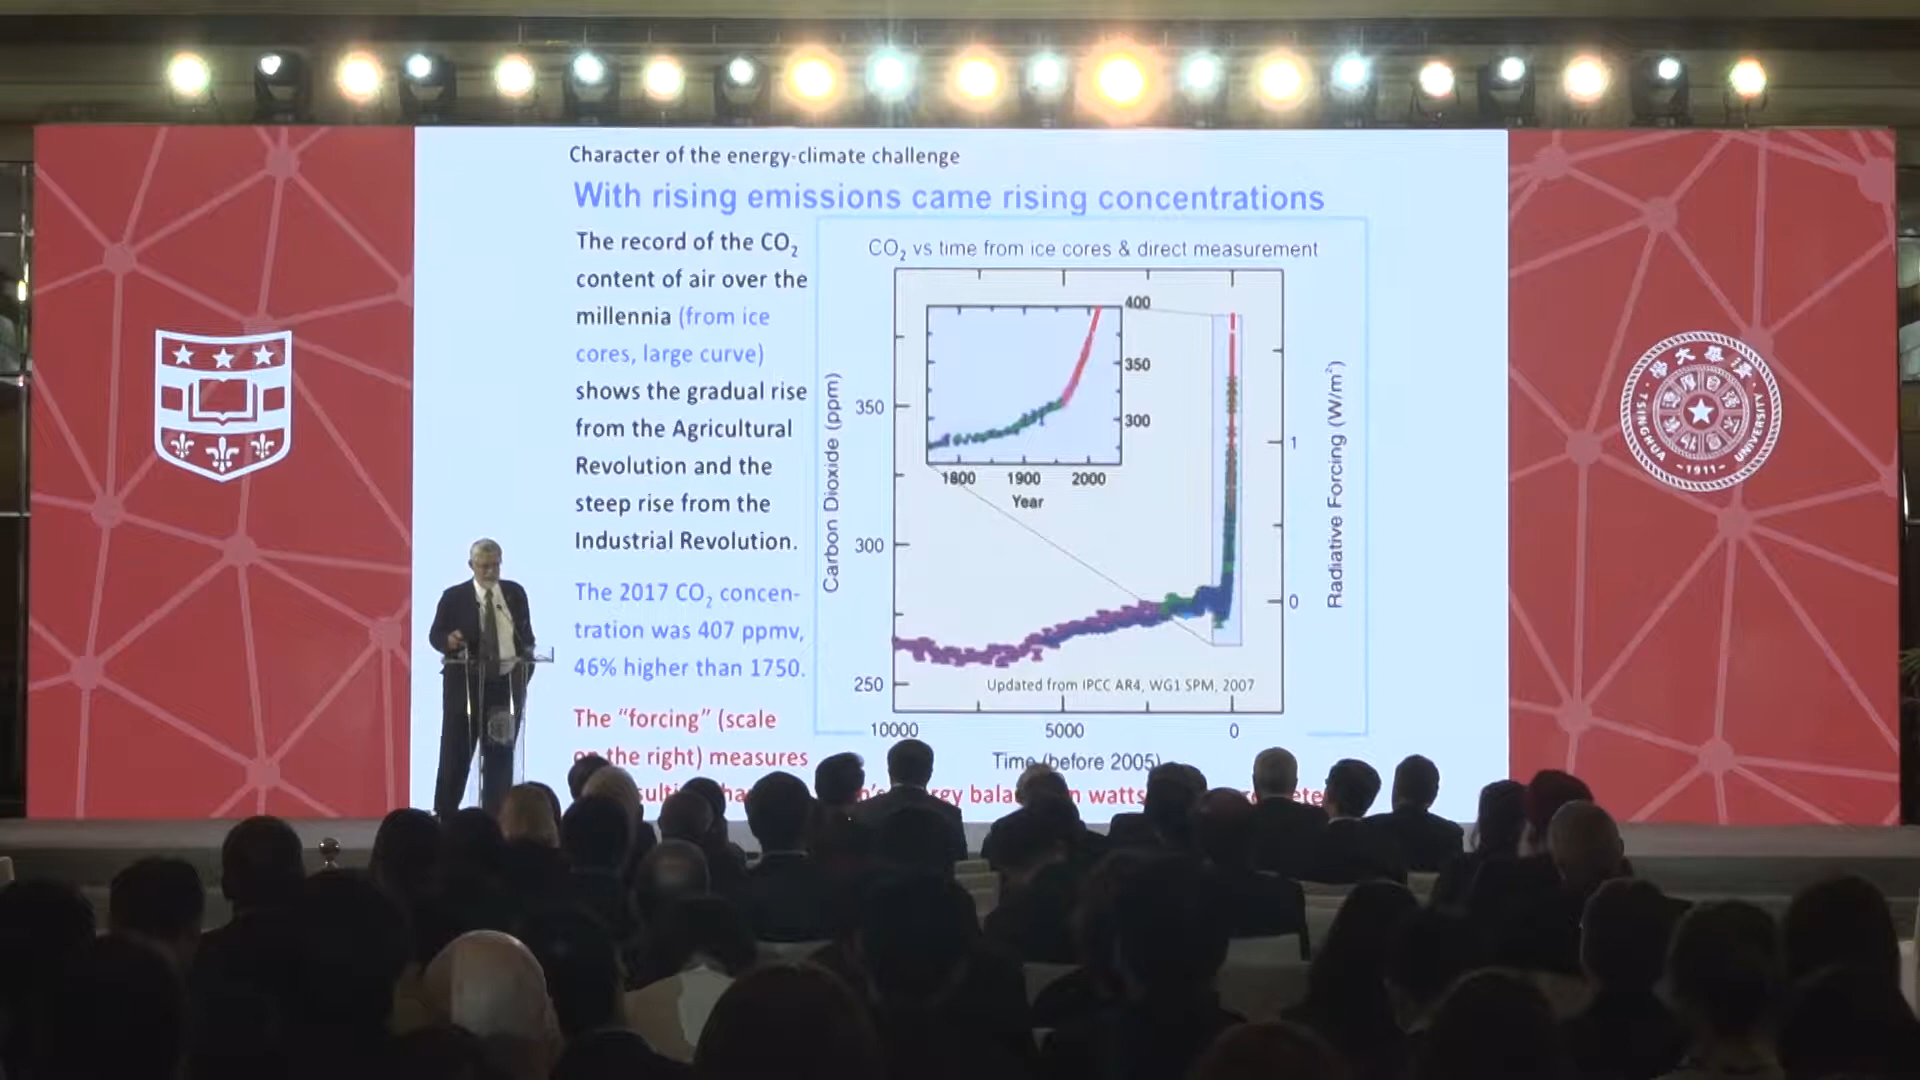 Character of the energy-climate challenge
With rising emissions came rising concentrations
The record of the CO₂
content of air over the
millennia (from ice
cores, large curve)
shows the gradual rise
from the Agricultural
Revolution and the
steep rise from the
Industrial Revolution.
The 2017 CO₂ concen-
tration was 407 ppmv,
46% higher than 1750.
The “forcing” (scale
the right) measures
watts
CO₂ vs time from ice cores & direct measurement
Carbon Dioxide (ppm)
350
300
250
400
350
300
1800 1900 2000
Year
1
0
Radiative Forcing (W/m²)
Updated from IPCC AR4, WG1 SPM, 2007
10000 5000 0
Time (before 2005)
TSINGHUA UNIVERSITY
-1911-